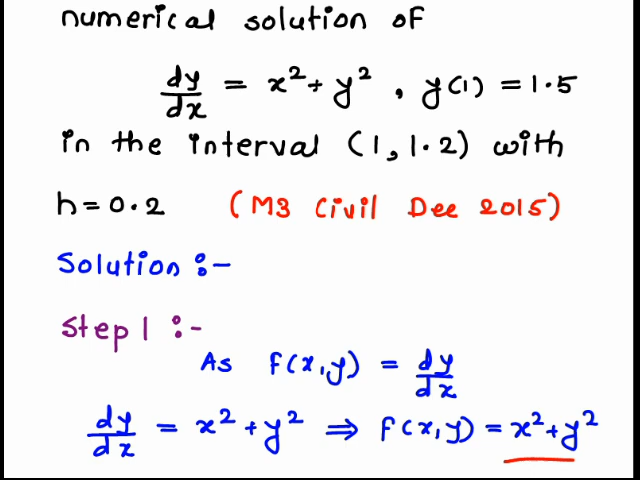 numerical solution of
dy/dx = x² + y² , y(1) = 1.5
in the interval (1, 1.2) with
h = 0.2 (M3 Civil Dec 2015)
Solution :-
Step 1 :-
As f(x,y) = dy/dx
dy/dx = x² + y² ⇒ f(x,y) = x² + y²